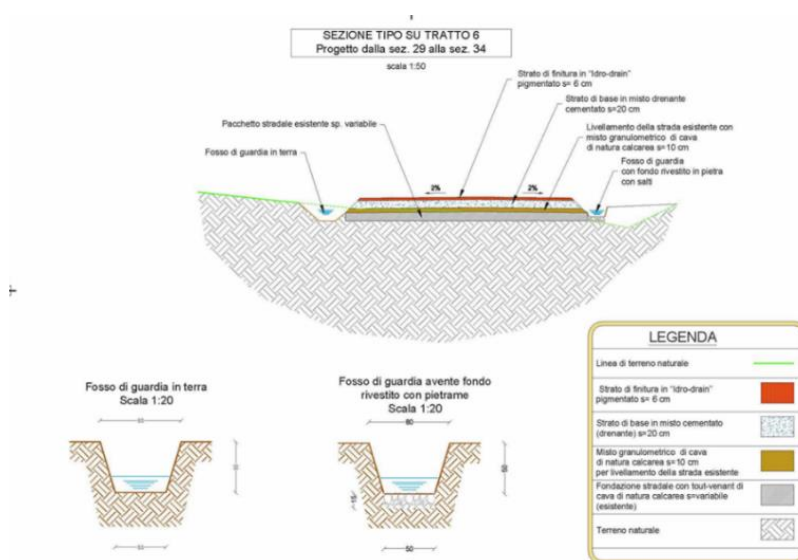 SEZIONE TIPO SU TRATTO 6
Progetto dalla sez. 29 alla sez. 34
scala 1:50
Strato di finitura in "Idro-drain"
pigmentato s= 6 cm
Strato di base in misto drenante
cementato s=20cm
Pacchetto stradale esistente sp. variabile
Livellamento della strada esistente con
misto granulometrico di cava
di natura calcarea s=10 cm
Fosso di guardia in terra
Fosso di guardia
con fondo rivestito in pietra
con salti
2%
2%
LEGENDA
Linea di terreno naturale
Strato di finitura in "Idro-drain"
pigmentato s= 6 cm
Strato di base in misto cementato
(drenante) s=20 cm
Misto granulometrico di cava
di natura calcarea s=10 cm
per livellamento della strada esistente
Fondazione stradale con tout-venant di
cava di natura calcarea s=variabile
(esistente)
Terreno naturale
Fosso di guardia in terra
Scala 1:20
Fosso di guardia avente fondo
rivestito con pietrame
Scala 1:20
80
50
15
50